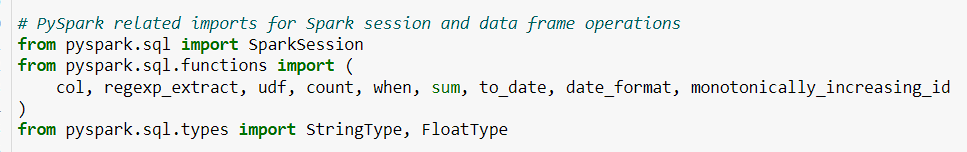 # PySpark related imports for Spark session and data frame operations
from pyspark.sql import SparkSession
from pyspark.sql.functions import (
    col, regexp_extract, udf, count, when, sum, to_date, date_format, monotonically_increasing_id
)
from pyspark.sql.types import StringType, FloatType